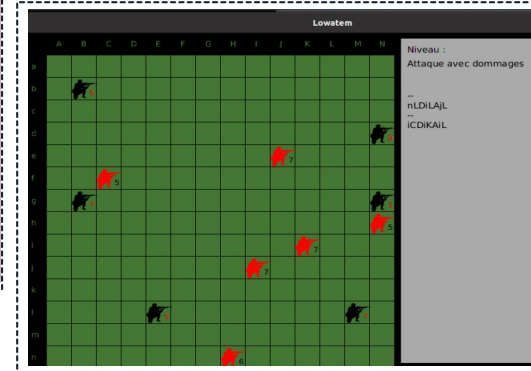 Lowatem
A B C D E F G H I J K L M N
Niveau :
Attaque avec dommages
--
nLDiLAjL
--
iCDiKAiL
a
b
c
d
e 7
f 5
g
h 5
i 7
j 7
k
l
m
n 6